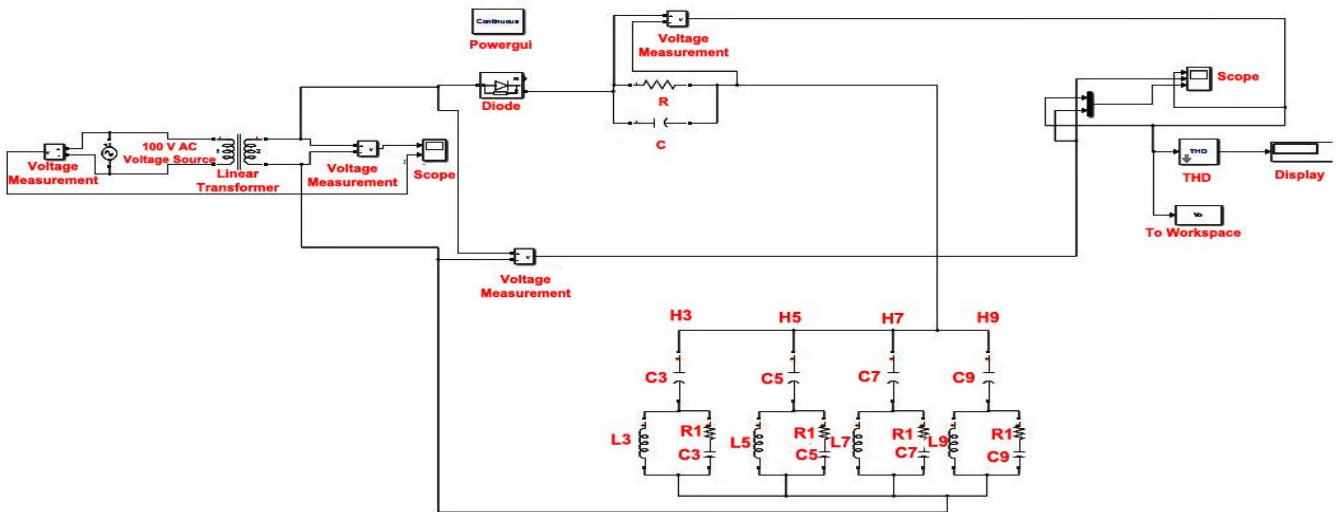 Continuous
Powergui
v
Voltage
Measurement
Diode
R
C
Scope
100 V AC
Voltage Source
Voltage
Measurement
Linear
Transformer
Voltage
Measurement
Scope
THD
THD
Display
Vo
To Workspace
v
Voltage
Measurement
H3
H5
H7
H9
C3
C5
C7
C9
L3
R1
C3
L5
R1
C5
L7
R1
C7
L9
R1
C9